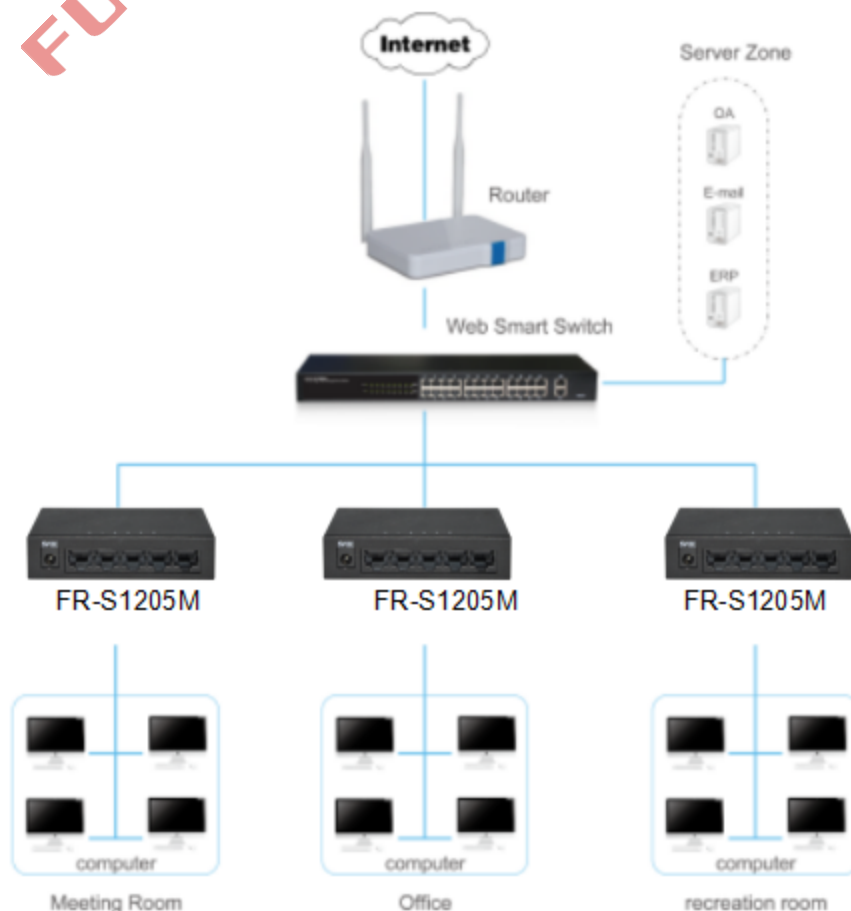 Internet
Server Zone
OA
E-mail
ERP
Router
Web Smart Switch
FR-S1205M
FR-S1205M
FR-S1205M
computer
computer
computer
Meeting Room
Office
recreation room